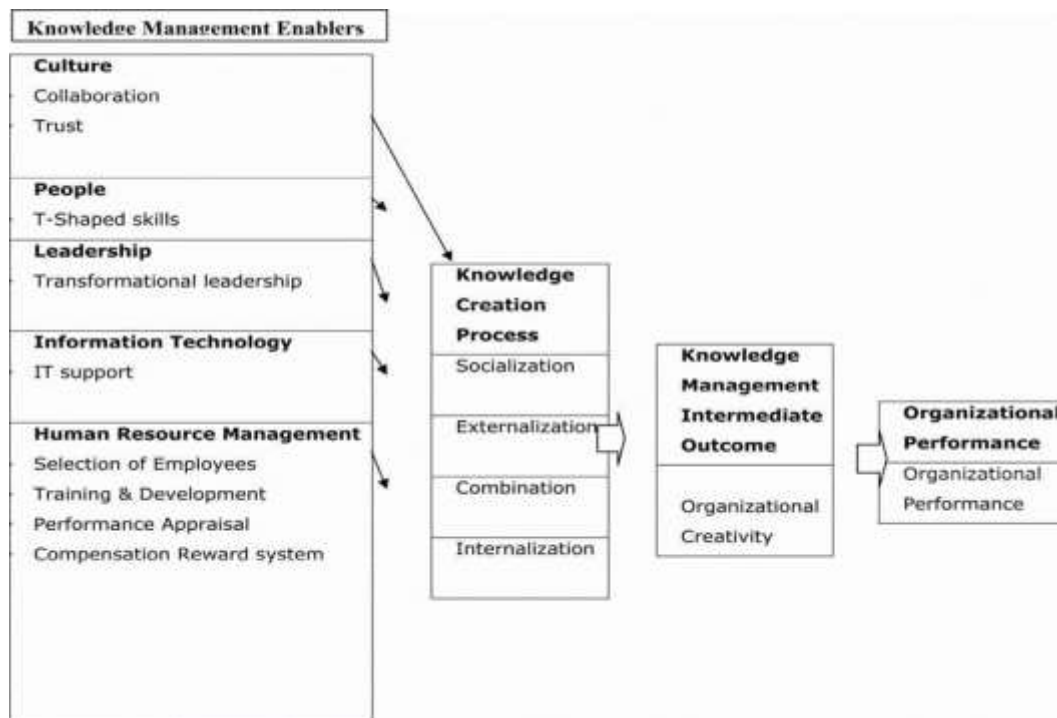 Knowledge Management Enablers
Culture
Collaboration
Trust
People
T-Shaped skills
Leadership
Transformational leadership
Information Technology
IT support
Human Resource Management
Selection of Employees
Training & Development
Performance Appraisal
Compensation Reward system
Knowledge
Creation
Process
Socialization
Externalization
Combination
Internalization
Knowledge
Management
Intermediate
Outcome
Organizational
Creativity
Organizational
Performance
Organizational
Performance